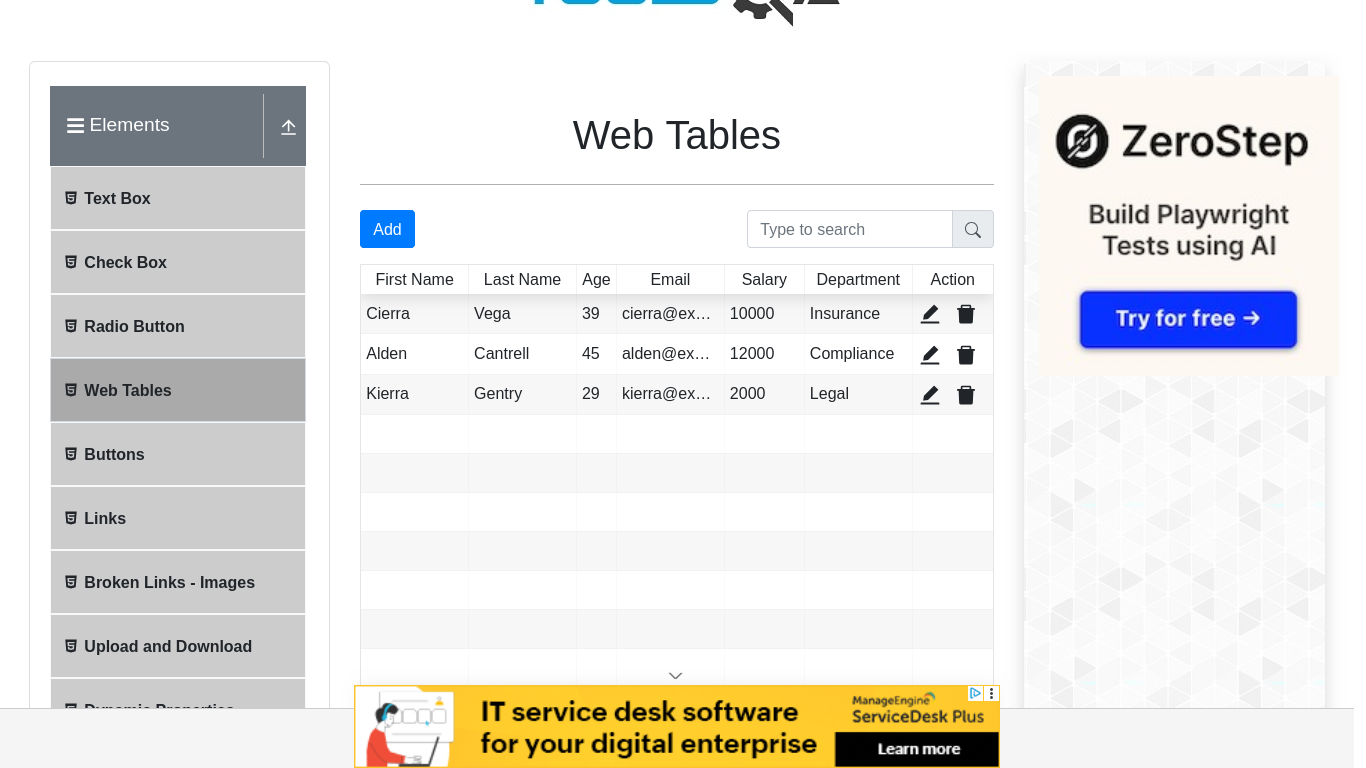 Elements
Text Box
Check Box
Radio Button
Web Tables
Buttons
Links
Broken Links - Images
Upload and Download
Dynamic Properties
Web Tables
Add
Type to search
First Name Last Name Age Email Salary Department Action
Cierra Vega 39 cierra@ex… 10000 Insurance
Alden Cantrell 45 alden@ex… 12000 Compliance
Kierra Gentry 29 kierra@ex… 2000 Legal
ZeroStep
Build Playwright
Tests using AI
Try for free →
IT service desk software
for your digital enterprise
ManageEngine
ServiceDesk Plus
Learn more